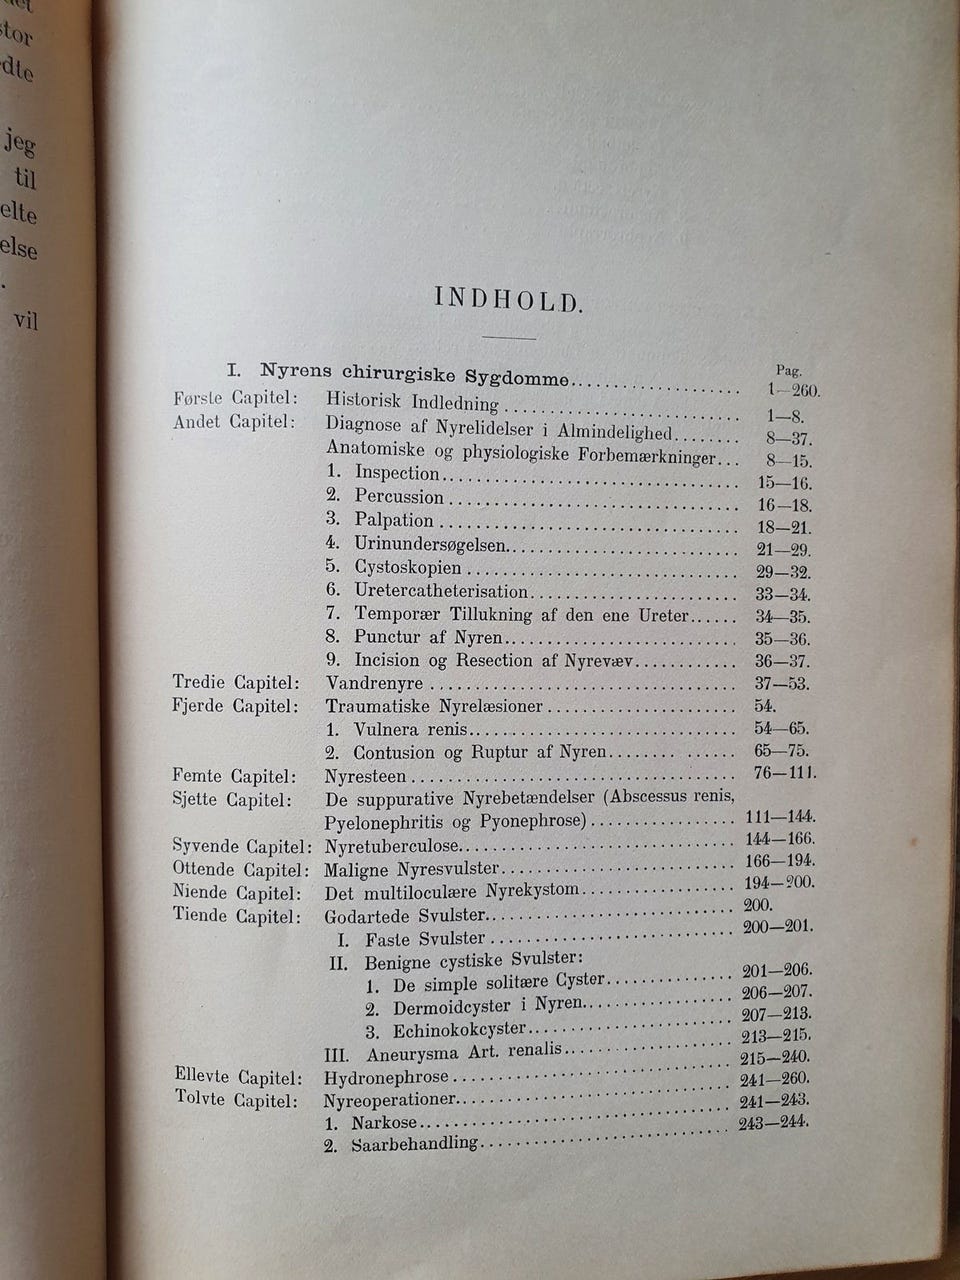 stor
edte
jeg
til
elte
else
.
vil
INDHOLD.
Pag.
I. Nyrens chirurgiske Sygdomme.................... 1—260.
Første Capitel: Historisk Indledning........................... 1—8.
Andet Capitel: Diagnose af Nyrelidelser i Almindelighed........ 8—37.
Anatomiske og physiologiske Forbemærkninger... 8—15.
1. Inspection.................................... 15—16.
2. Percussion.................................... 16—18.
3. Palpation..................................... 18—21.
4. Urinundersøgelsen............................ 21—29.
5. Cystoskopien................................. 29—32.
6. Uretercatheterisation......................... 33—34.
7. Temporær Tillukning af den ene Ureter...... 34—35.
8. Punctur af Nyren............................. 35—36.
9. Incision og Resection af Nyrevæv............ 36—37.
Tredie Capitel: Vandrenyre..................................... 37—53.
Fjerde Capitel: Traumatiske Nyrelæsioner....................... 54.
1. Vulnera renis................................. 54—65.
2. Contusion og Ruptur af Nyren............... 65—75.
Femte Capitel: Nyresteen....................................... 76—111.
Sjette Capitel: De suppurative Nyrebetændelser (Abscessus renis,
Pyelonephritis og Pyonephrose)................. 111—144.
Syvende Capitel: Nyretuberculose................................. 144—166.
Ottende Capitel: Maligne Nyresvulster............................ 166—194.
Niende Capitel: Det multiloculære Nyrekystom.................. 194—200.
Tiende Capitel: Godartede Svulster.............................. 200.
I. Faste Svulster............................. 200—201.
II. Benigne cystiske Svulster:
1. De simple solitære Cyster............... 201—206.
2. Dermoidcyster i Nyren.................. 206—207.
3. Echinokokcyster........................ 207—213.
III. Aneurysma Art. renalis.................... 213—215.
Ellevte Capitel: Hydronephrose................................. 215—240.
Tolvte Capitel: Nyreoperationer................................ 241—260.
1. Narkose..................................... 241—243.
2. Saarbehandling.............................. 243—244.